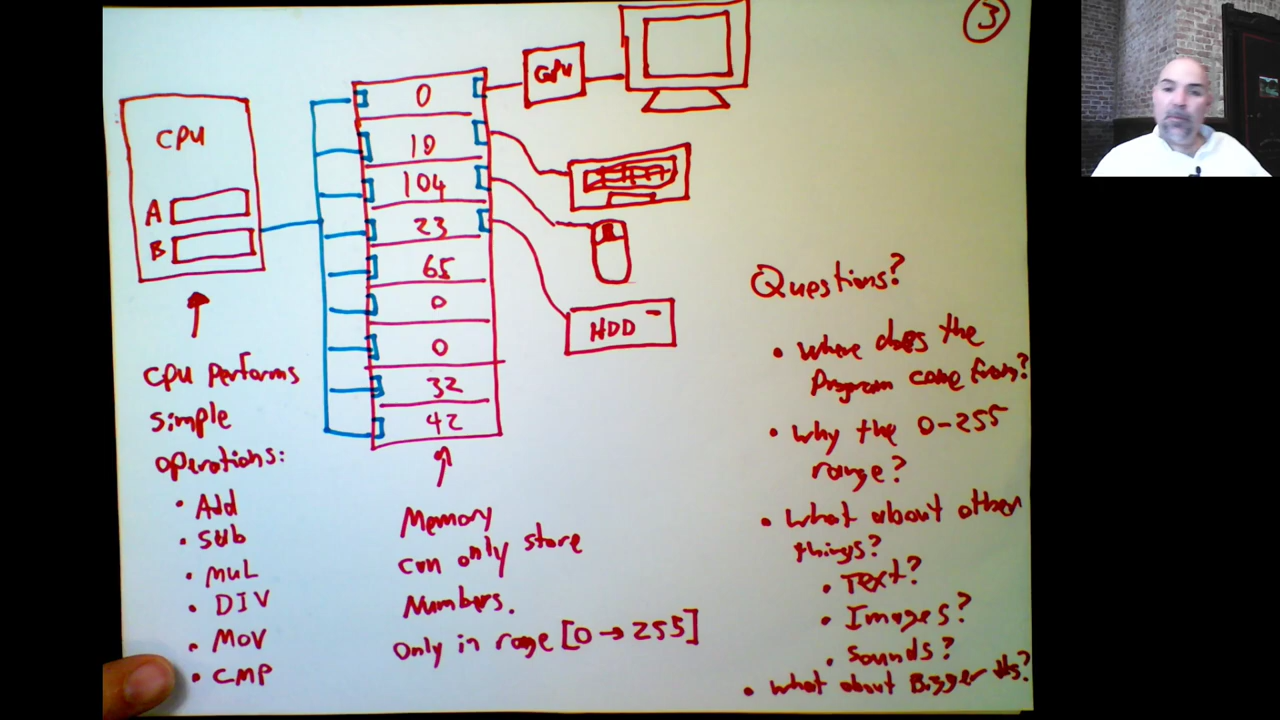 3
CPU
A
B
0
10
104
23
65
0
0
32
42
GPU
HDD
CPU Performs
simple
operations:
• Add
• Sub
• MUL
• DIV
• MOV
• CMP
Memory
can only store
Numbers.
Only in range [0 → 255]
Questions?
• Where does the
Program come from?
• Why the 0-255
range?
• What about other
things?
• Text?
• Images?
• Sounds?
• What about Bigger #s?